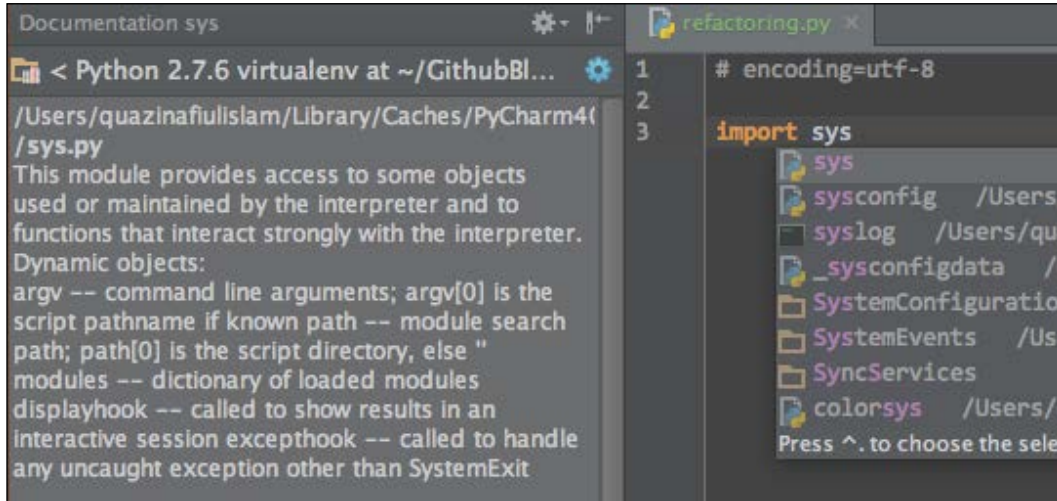 Documentation sys
< Python 2.7.6 virtualenv at ~/GithubBl...
/Users/quazinafiulislam/Library/Caches/PyCharm4(
/sys.py
This module provides access to some objects
used or maintained by the interpreter and to
functions that interact strongly with the interpreter.
Dynamic objects:
argv -- command line arguments; argv[0] is the
script pathname if known path -- module search
path; path[0] is the script directory, else ''
modules -- dictionary of loaded modules
displayhook -- called to show results in an
interactive session excepthook -- called to handle
any uncaught exception other than SystemExit
refactoring.py ×
1 # encoding=utf-8
2
3 import sys
sys
sysconfig /Users
syslog /Users/qu
_sysconfigdata /
SystemConfiguratio
SystemEvents /Us
SyncServices
colorsys /Users/
Press ^. to choose the sele